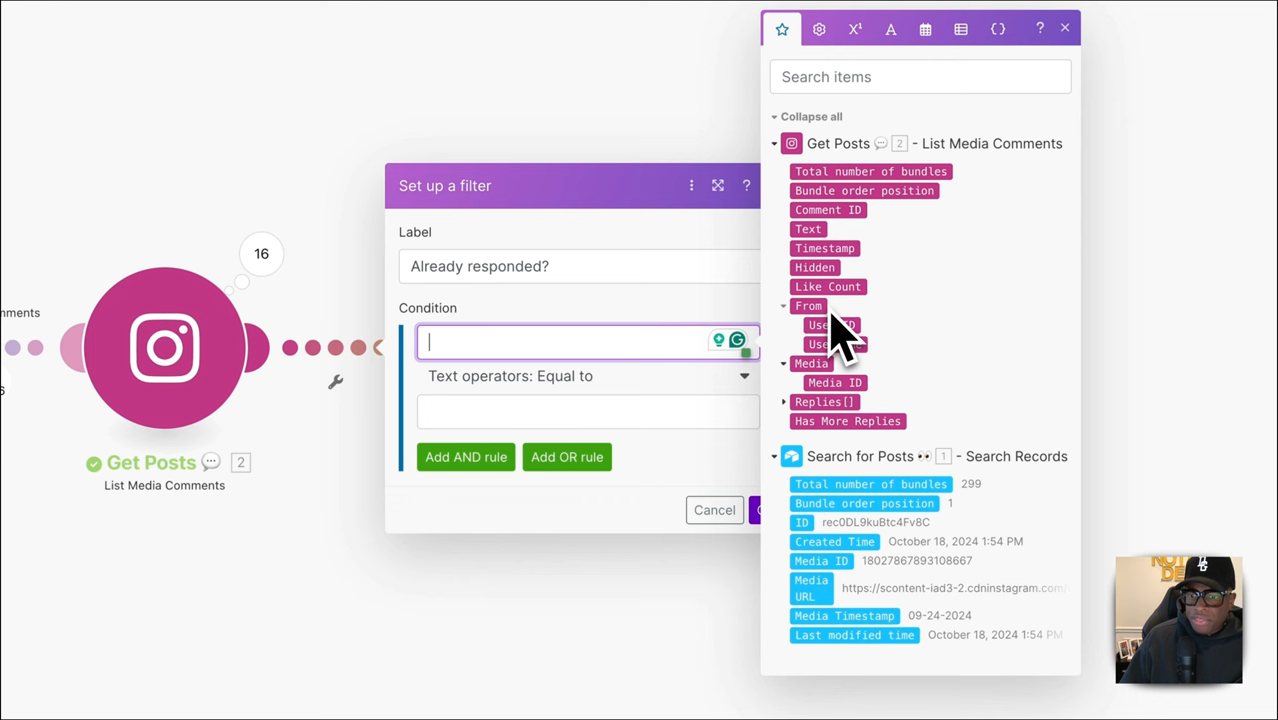 Search items
Collapse all
Get Posts 2 - List Media Comments
Total number of bundles
Bundle order position
Comment ID
Text
Timestamp
Hidden
Like Count
From
Media
Media ID
Replies[]
Has More Replies
Search for Posts 1 - Search Records
Total number of bundles 299
Bundle order position 1
ID rec0DL9kuBtc4Fv8C
Created Time October 18, 2024 1:54 PM
Media ID 18027867893108667
Media
URL https://scontent-iad3-2.cdninstagram.com/
Media Timestamp 09-24-2024
Last modified time October 18, 2024 1:54 PM
Set up a filter
Label
Already responded?
Condition
Text operators: Equal to
Add AND rule
Add OR rule
Cancel
16
mments
Get Posts 2
List Media Comments